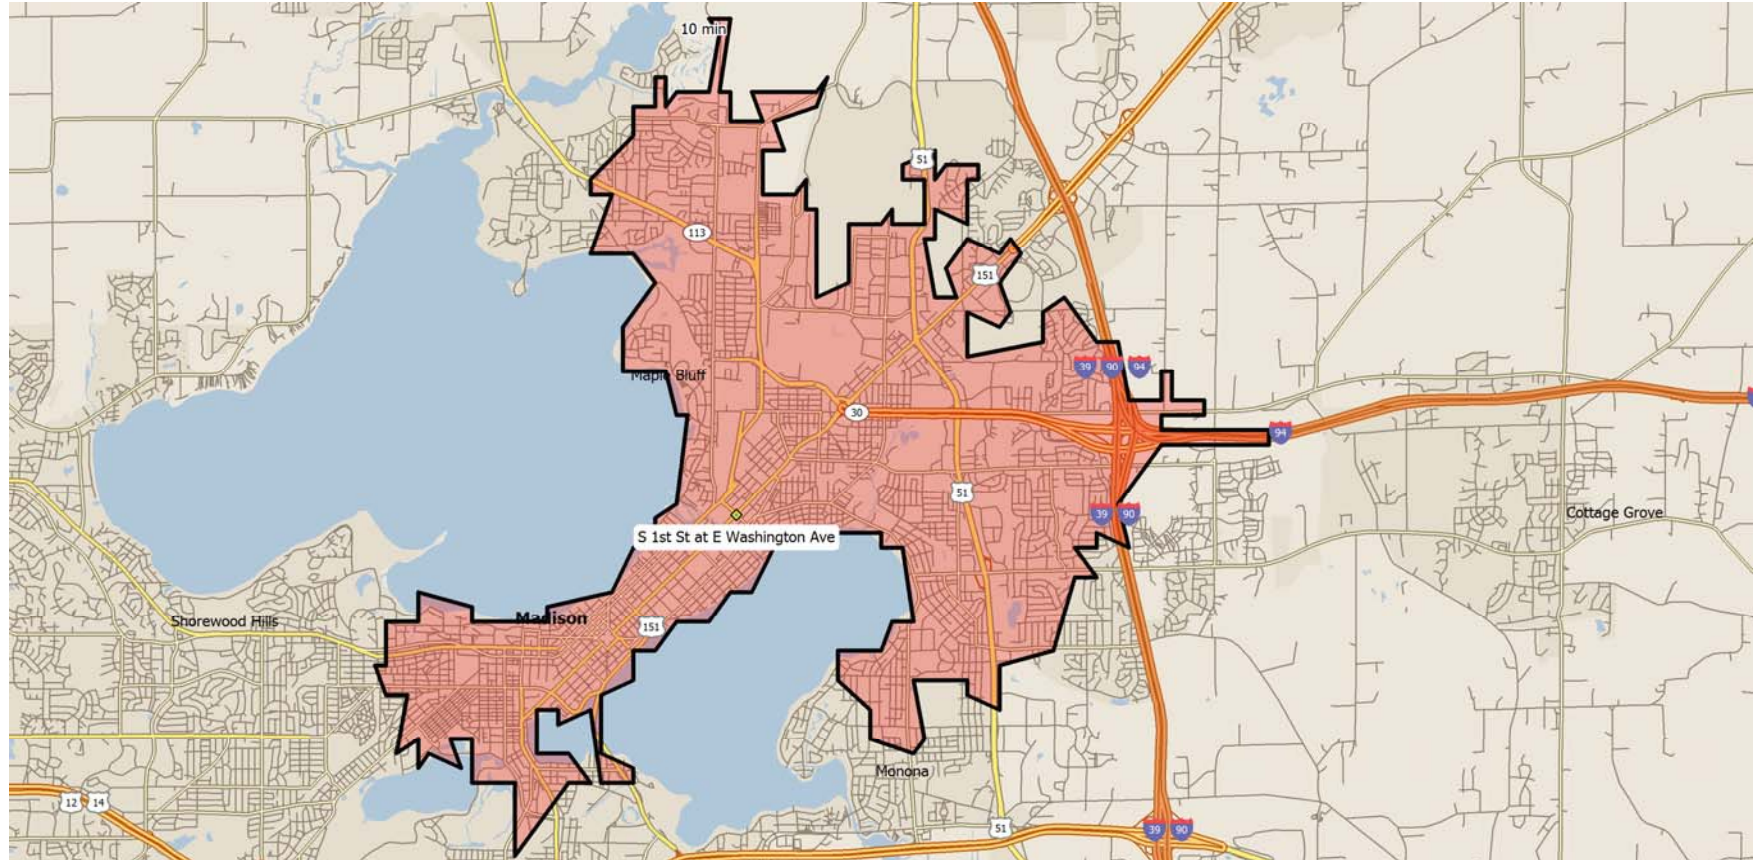 10 min
51
113
151
Maple Bluff
39
90
94
30
94
51
39
90
Cottage Grove
S 1st St at E Washington Ave
Shorewood Hills
Madison
151
Monona
12
14
51
39
90